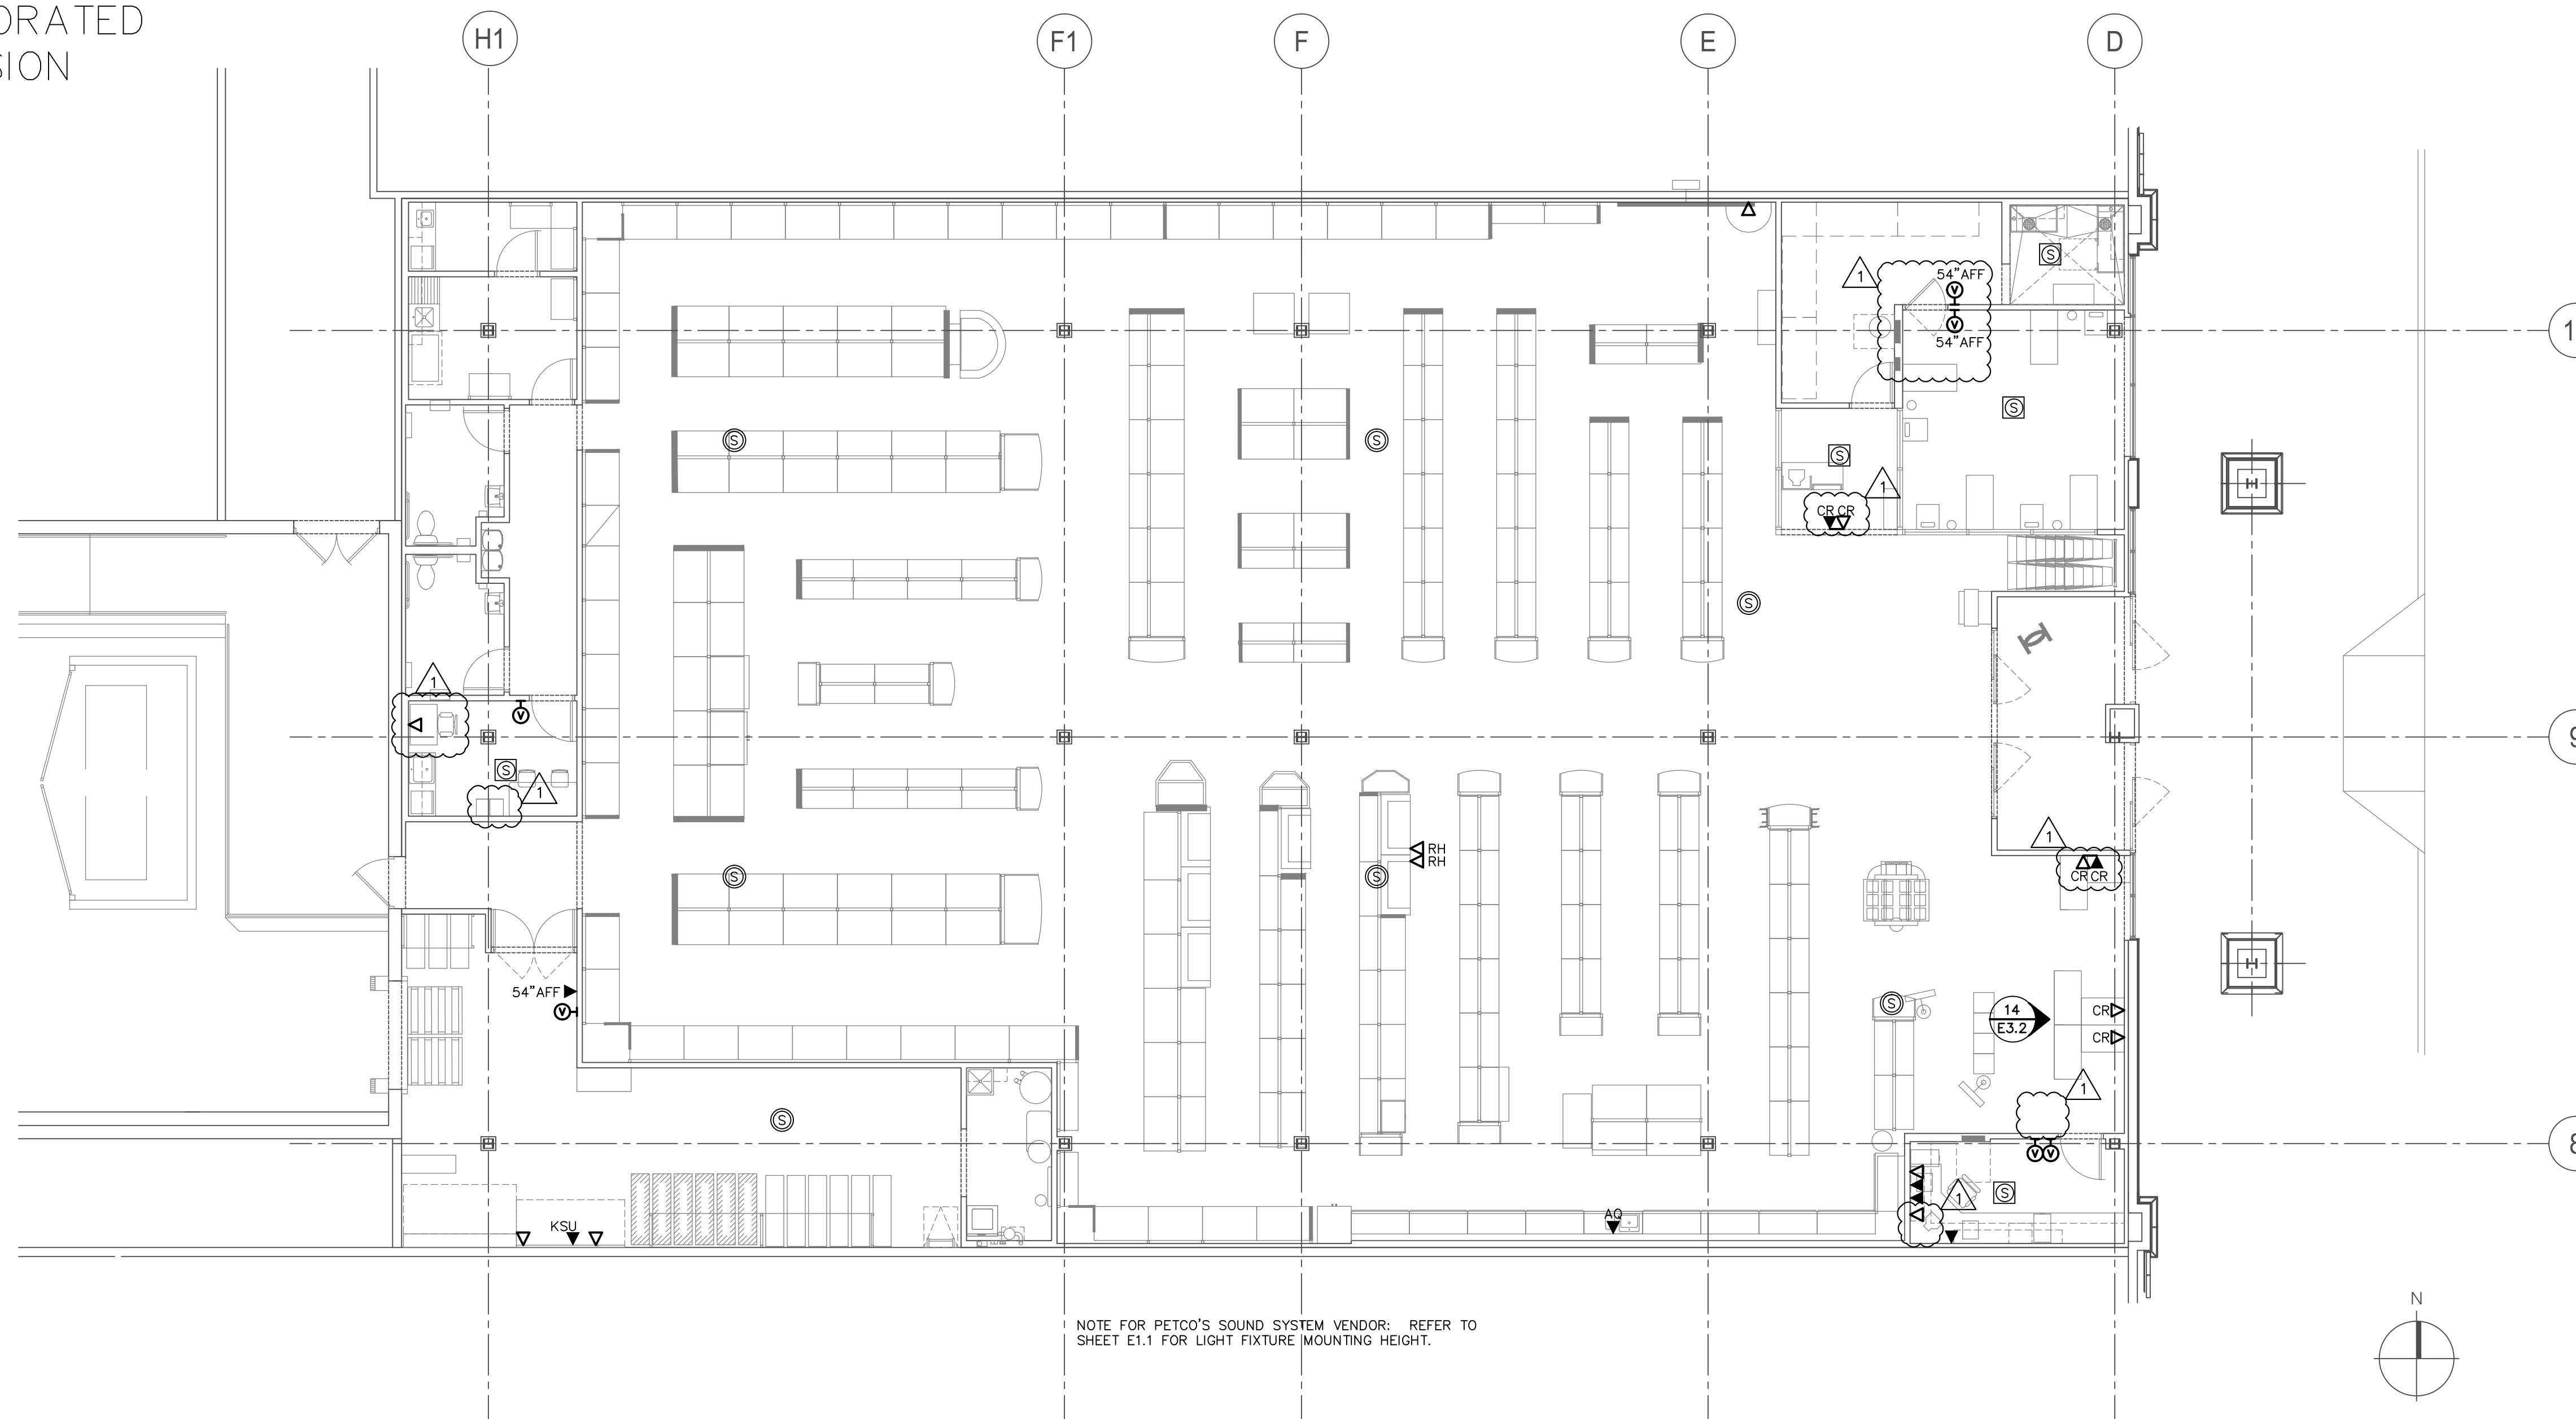 ORATED
SION
H1
F1
F
E
D
1
54"AFF
V
S
1
V
54"AFF
S
S
S
S
1
CR CR
S
1
V
9
S
1
RH
RH
S
S
1
CR CR
54"AFF
V
S
14
E3.2
CR
CR
1
S
8
V V
S
1
KSU
AQ
NOTE FOR PETCO'S SOUND SYSTEM VENDOR: REFER TO
SHEET E1.1 FOR LIGHT FIXTURE MOUNTING HEIGHT.
N